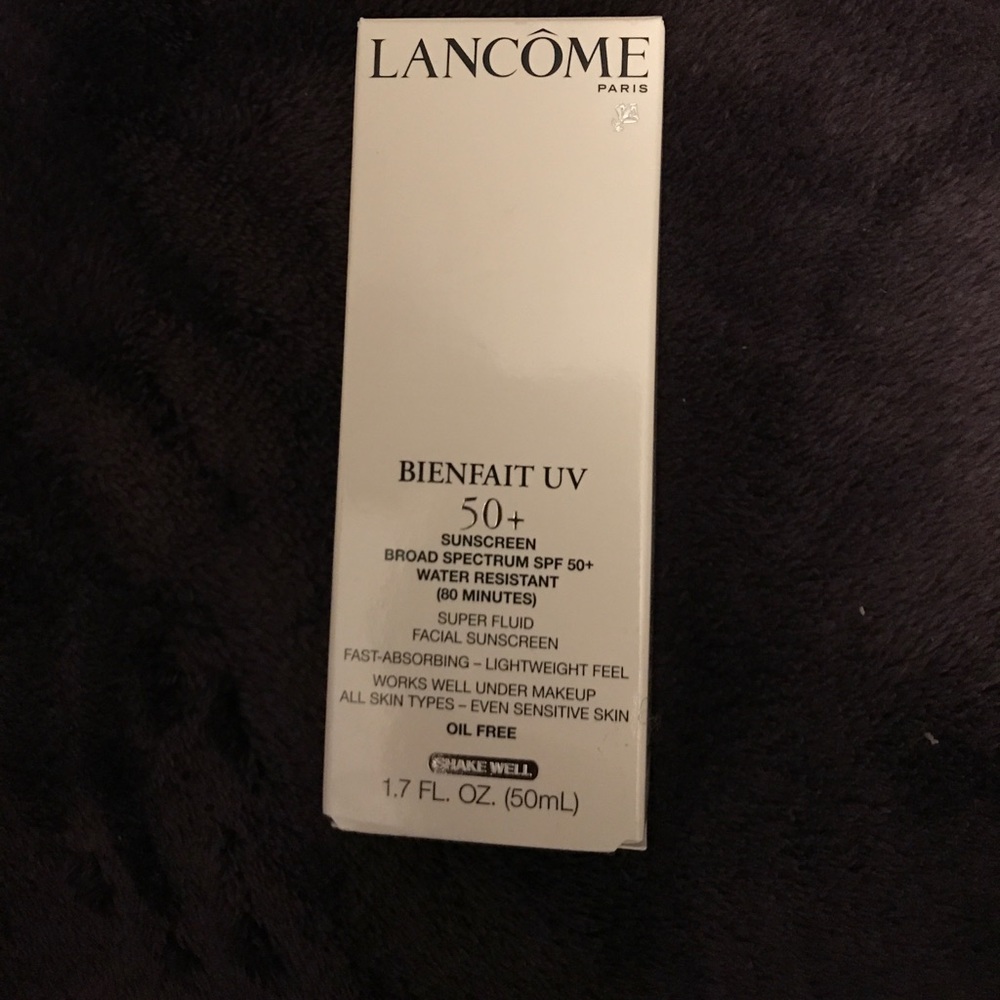 LANCÔME
PARIS
BIENFAIT UV
50+
SUNSCREEN
BROAD SPECTRUM SPF 50+
WATER RESISTANT
(80 MINUTES)
SUPER FLUID
FACIAL SUNSCREEN
FAST-ABSORBING – LIGHTWEIGHT FEEL
WORKS WELL UNDER MAKEUP
ALL SKIN TYPES – EVEN SENSITIVE SKIN
OIL FREE
SHAKE WELL
1.7 FL. OZ. (50mL)